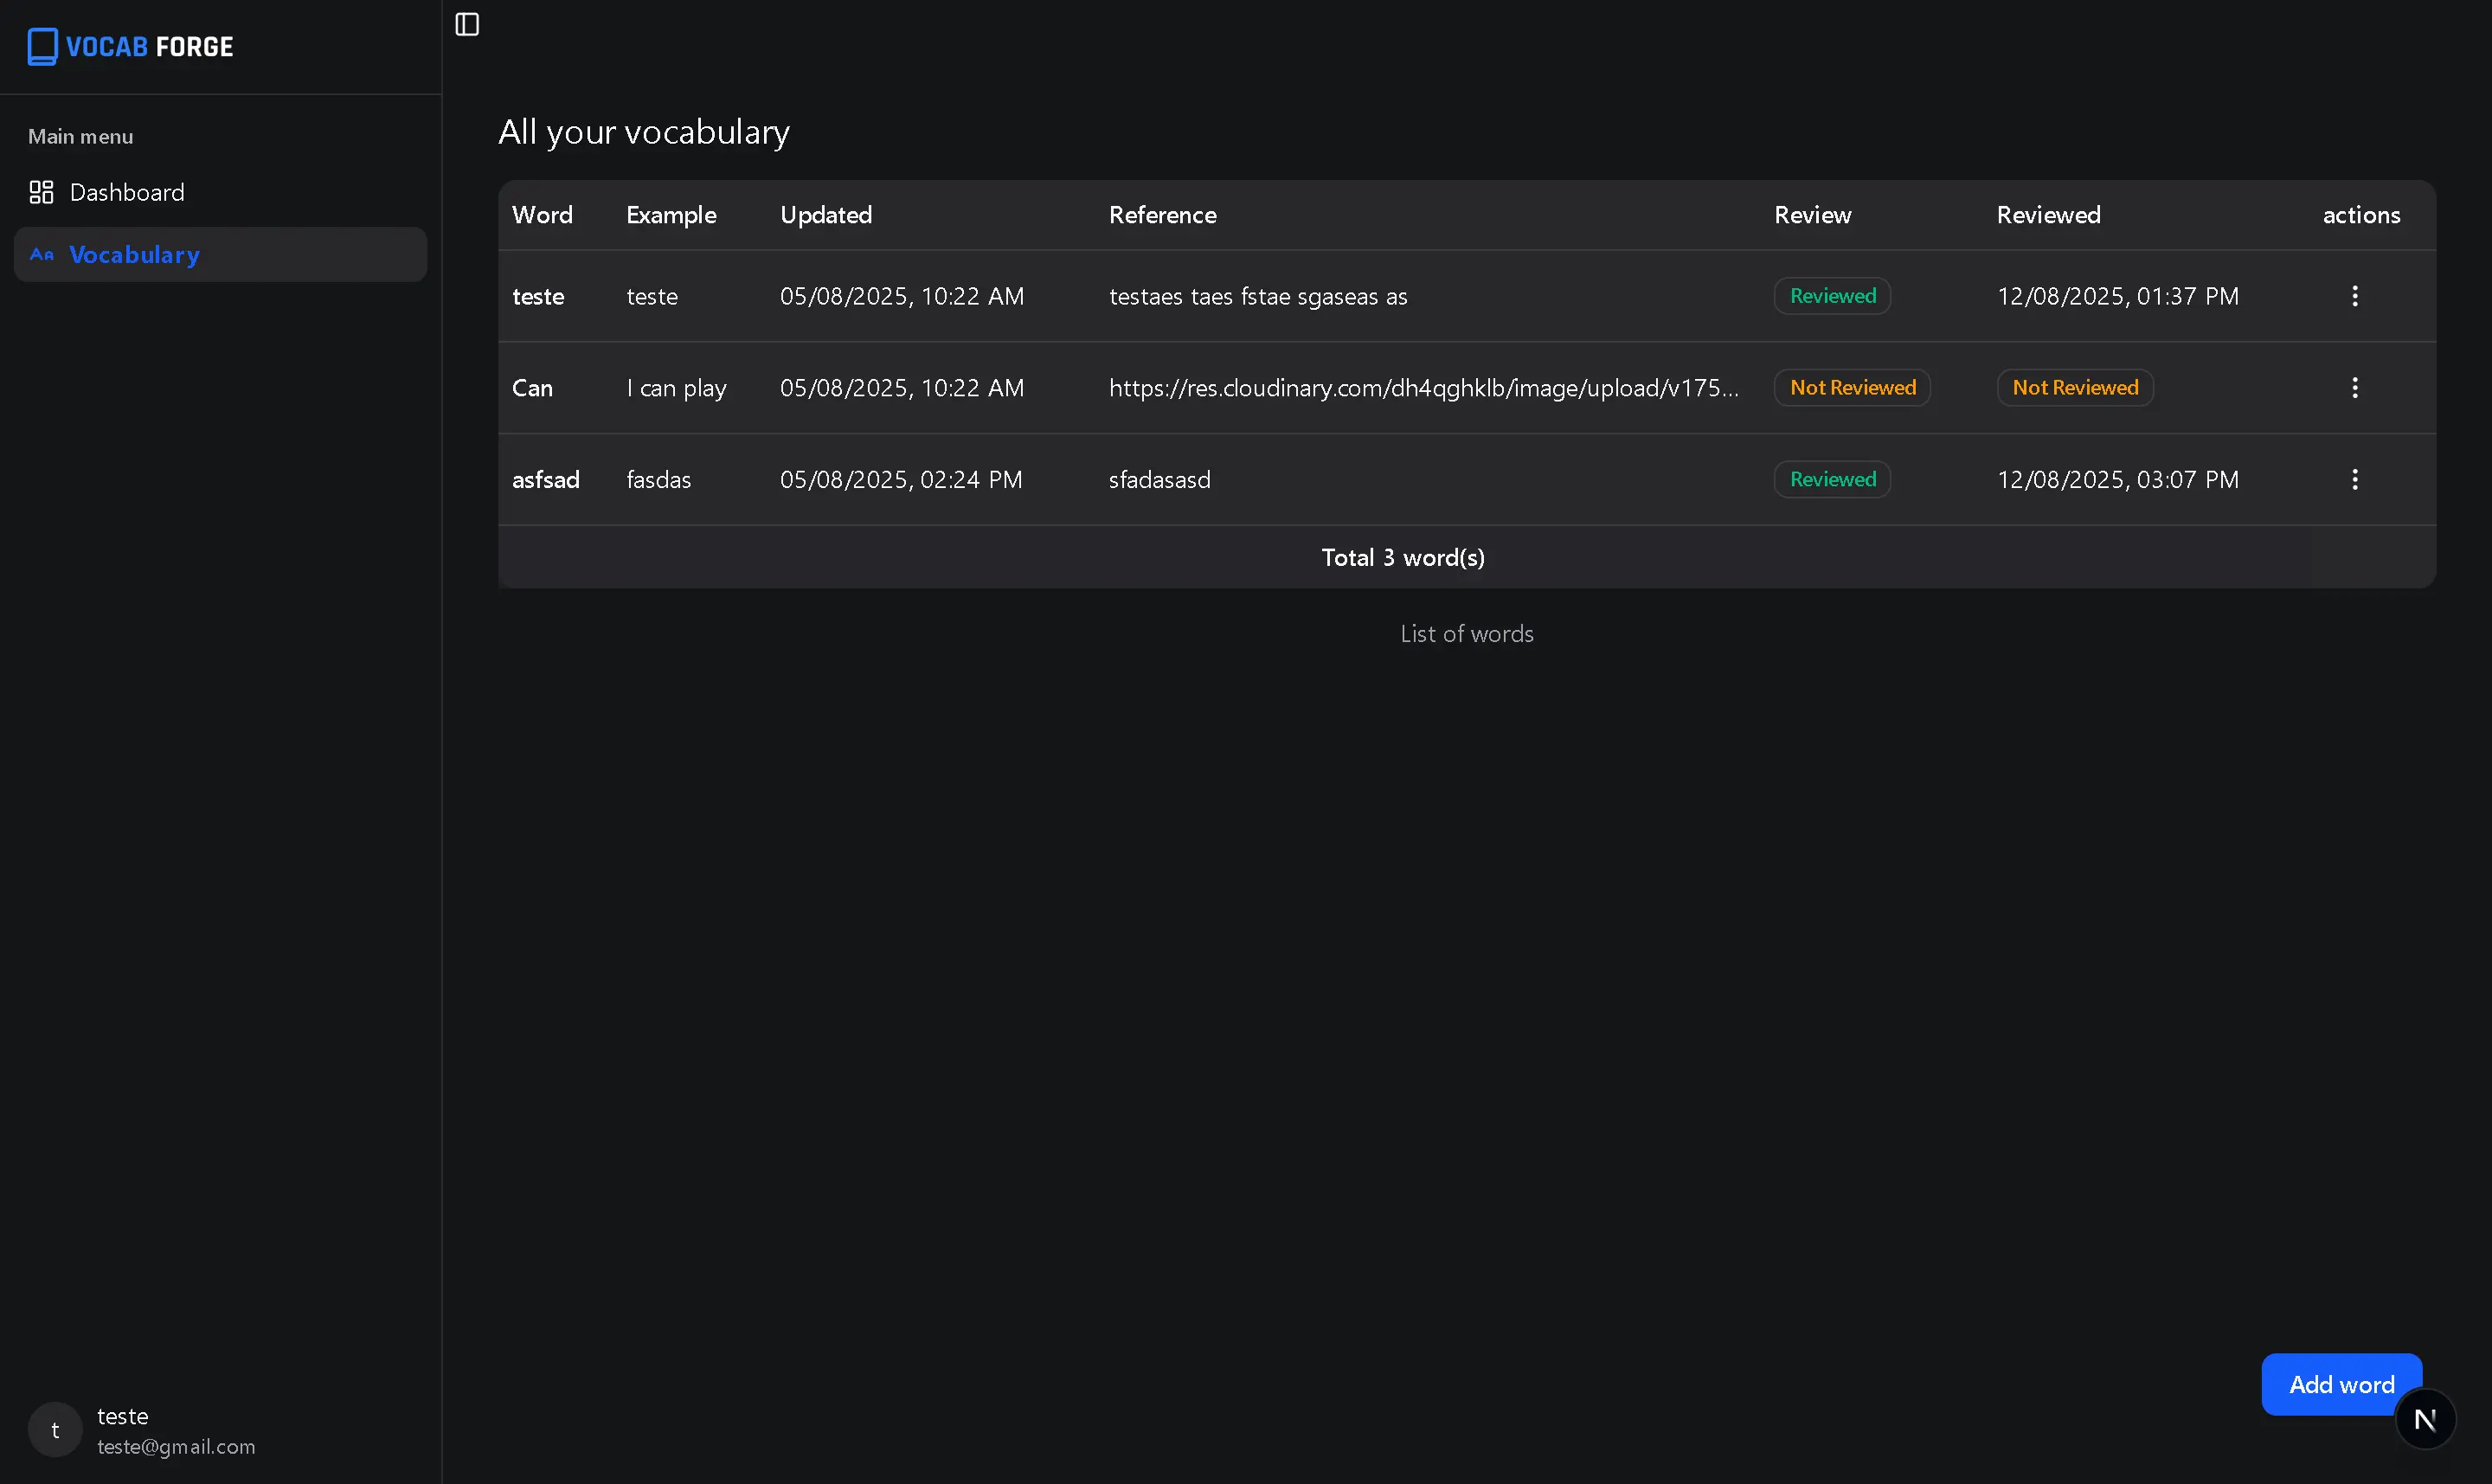 VOCAB FORGE
Main menu
Dashboard
Vocabulary
All your vocabulary
Word Example Updated Reference Review Reviewed actions
teste teste 05/08/2025, 10:22 AM testaes taes fstae sgaseas as Reviewed 12/08/2025, 01:37 PM
Can I can play 05/08/2025, 10:22 AM https://res.cloudinary.com/dh4qghklb/image/upload/v175... Not Reviewed Not Reviewed
asfsad fasdas 05/08/2025, 02:24 PM sfadasasd Reviewed 12/08/2025, 03:07 PM
Total 3 word(s)
List of words
Add word
N
t
teste
teste@gmail.com